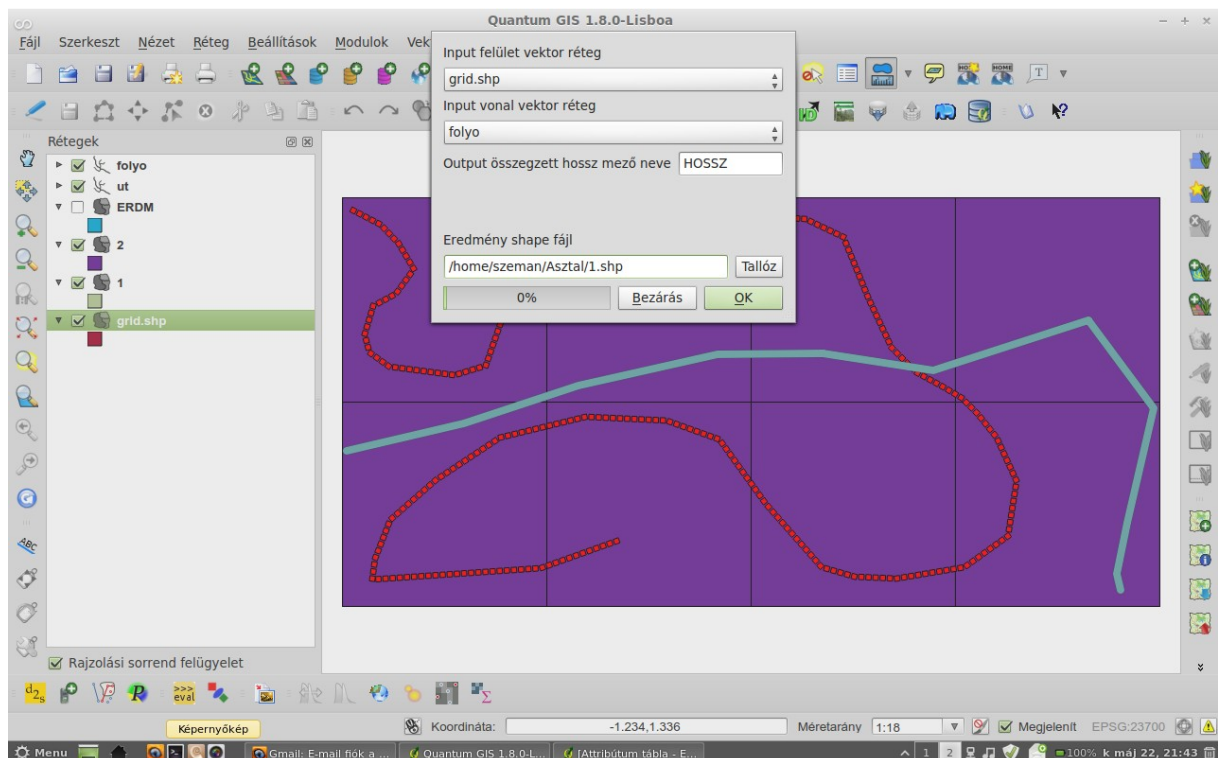 Quantum GIS 1.8.0-Lisboa
Fájl Szerkeszt Nézet Réteg Beállítások Modulok Vek
Input felület vektor réteg
grid.shp
Input vonal vektor réteg
folyo
Output összegzett hossz mező neve HOSSZ
Eredmény shape fájl
/home/szeman/Asztal/1.shp Tallóz
0% Bezárás OK
Rétegek
folyo
ut
ERDM
2
1
grid.shp
Rajzolási sorrend felügyelet
Képernyőkép
Koordináta: -1.234,1.336 Méretarány 1:18 Megjelenít EPSG:23700
Menu Gmail: E-mail fiók a ... Quantum GIS 1.8.0-L... [Attribútum tábla - E... 1 2 100% k máj 22, 21:43